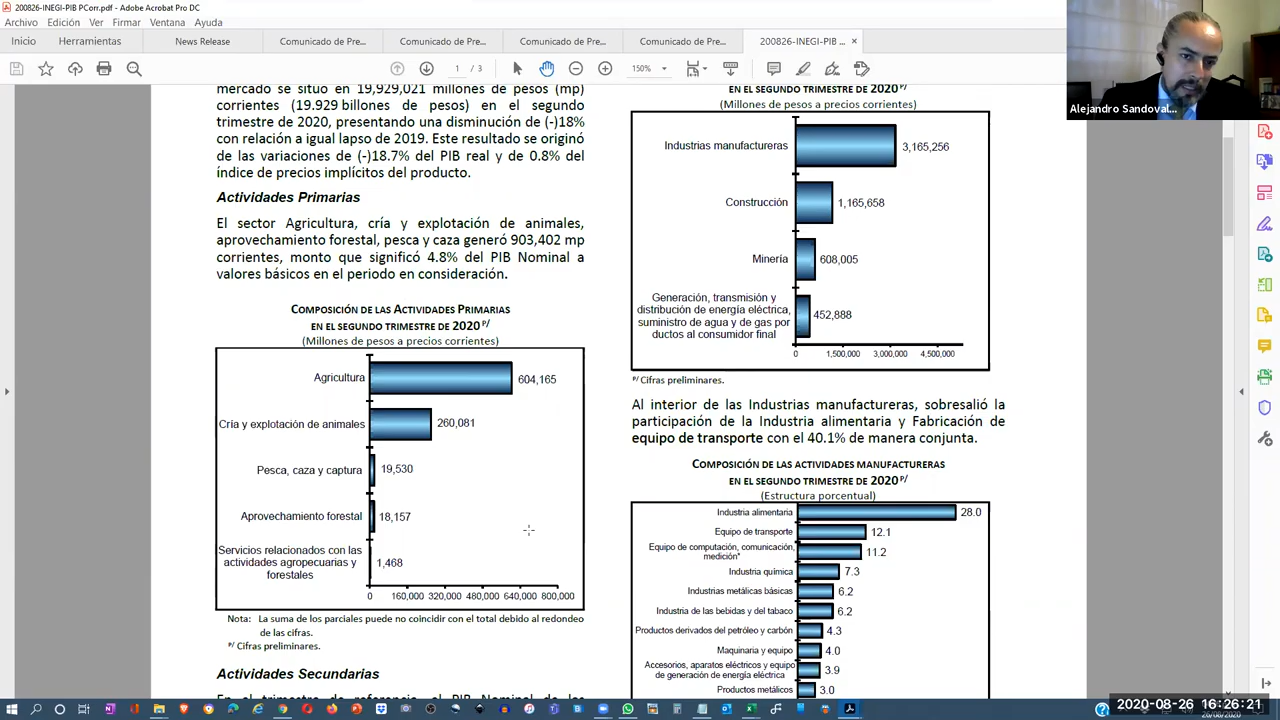 200826-INEGI-PIB PCorr.pdf - Adobe Acrobat Pro DC
Archivo Edición Ver Firmar Ventana Ayuda
Inicio Herramientas News Release Comunicado de Pre... Comunicado de Pre... Comunicado de Pre... Comunicado de Pre... 200826-INEGI-PIB ... ×
1 / 3 150%
Alejandro Sandoval...
mercado se situó en 19,929,021 millones de pesos (mp)
corrientes (19.929 billones de pesos) en el segundo
trimestre de 2020, presentando una disminución de (-)18%
con relación a igual lapso de 2019. Este resultado se originó
de las variaciones de (-)18.7% del PIB real y de 0.8% del
índice de precios implícitos del producto.
Actividades Primarias
El sector Agricultura, cría y explotación de animales,
aprovechamiento forestal, pesca y caza generó 903,402 mp
corrientes, monto que significó 4.8% del PIB Nominal a
valores básicos en el periodo en consideración.
COMPOSICIÓN DE LAS ACTIVIDADES PRIMARIAS
EN EL SEGUNDO TRIMESTRE DE 2020 P/
(Millones de pesos a precios corrientes)
Agricultura 604,165
Cría y explotación de animales 260,081
Pesca, caza y captura 19,530
Aprovechamiento forestal 18,157
Servicios relacionados con las
actividades agropecuarias y
forestales
1,468
0 160,000 320,000 480,000 640,000 800,000
Nota: La suma de los parciales puede no coincidir con el total debido al redondeo
de las cifras.
P/ Cifras preliminares.
Actividades Secundarias
EN EL SEGUNDO TRIMESTRE DE 2020 P/
(Millones de pesos a precios corrientes)
Industrias manufactureras 3,165,256
Construcción 1,165,658
Minería 608,005
Generación, transmisión y
distribución de energía eléctrica,
suministro de agua y de gas por
ductos al consumidor final
452,888
0 1,500,000 3,000,000 4,500,000
P/ Cifras preliminares.
Al interior de las Industrias manufactureras, sobresalió la
participación de la Industria alimentaria y Fabricación de
equipo de transporte con el 40.1% de manera conjunta.
COMPOSICIÓN DE LAS ACTIVIDADES MANUFACTURERAS
EN EL SEGUNDO TRIMESTRE DE 2020 P/
(Estructura porcentual)
Industria alimentaria 28.0
Equipo de transporte 12.1
Equipo de computación, comunicación,
medición*
11.2
Industria química 7.3
Industrias metálicas básicas 6.2
Industria de las bebidas y del tabaco 6.2
Productos derivados del petróleo y carbón 4.3
Maquinaria y equipo 4.0
Accesorios, aparatos eléctricos y equipo
de generación de energía eléctrica
3.9
Productos metálicos 3.0
2020-08-26 16:26:21